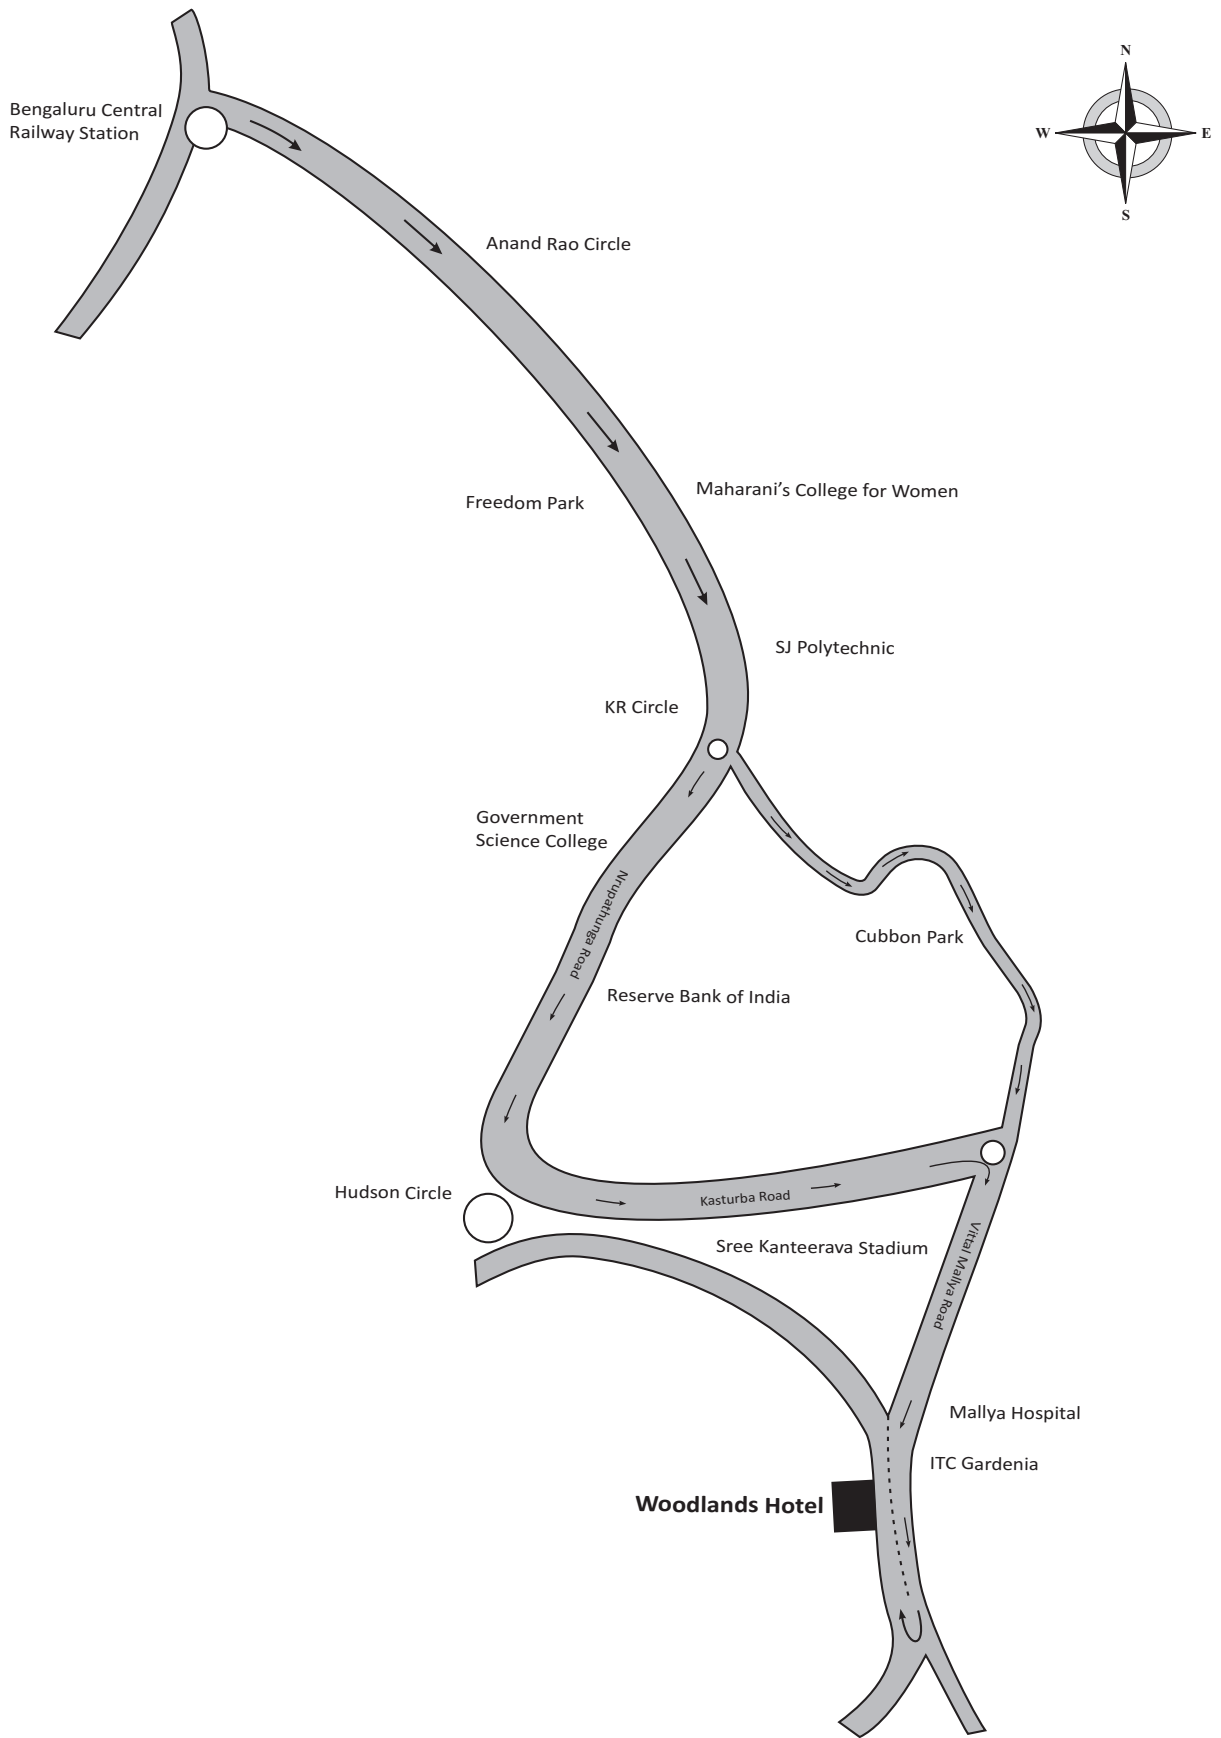 N
W
E
S
Bengaluru Central
Railway Station
Anand Rao Circle
Maharani’s College for Women
Freedom Park
SJ Polytechnic
KR Circle
Government
Science College
Nrupathunga Road
Cubbon Park
Reserve Bank of India
Hudson Circle
Kasturba Road
Sree Kanteerava Stadium
Vittal Mallya Road
Mallya Hospital
ITC Gardenia
Woodlands Hotel